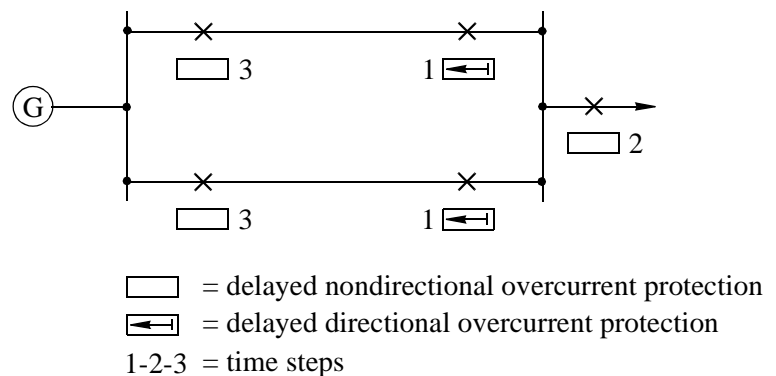 3
1
G
2
3
1
= delayed nondirectional overcurrent protection
= delayed directional overcurrent protection
1-2-3 = time steps